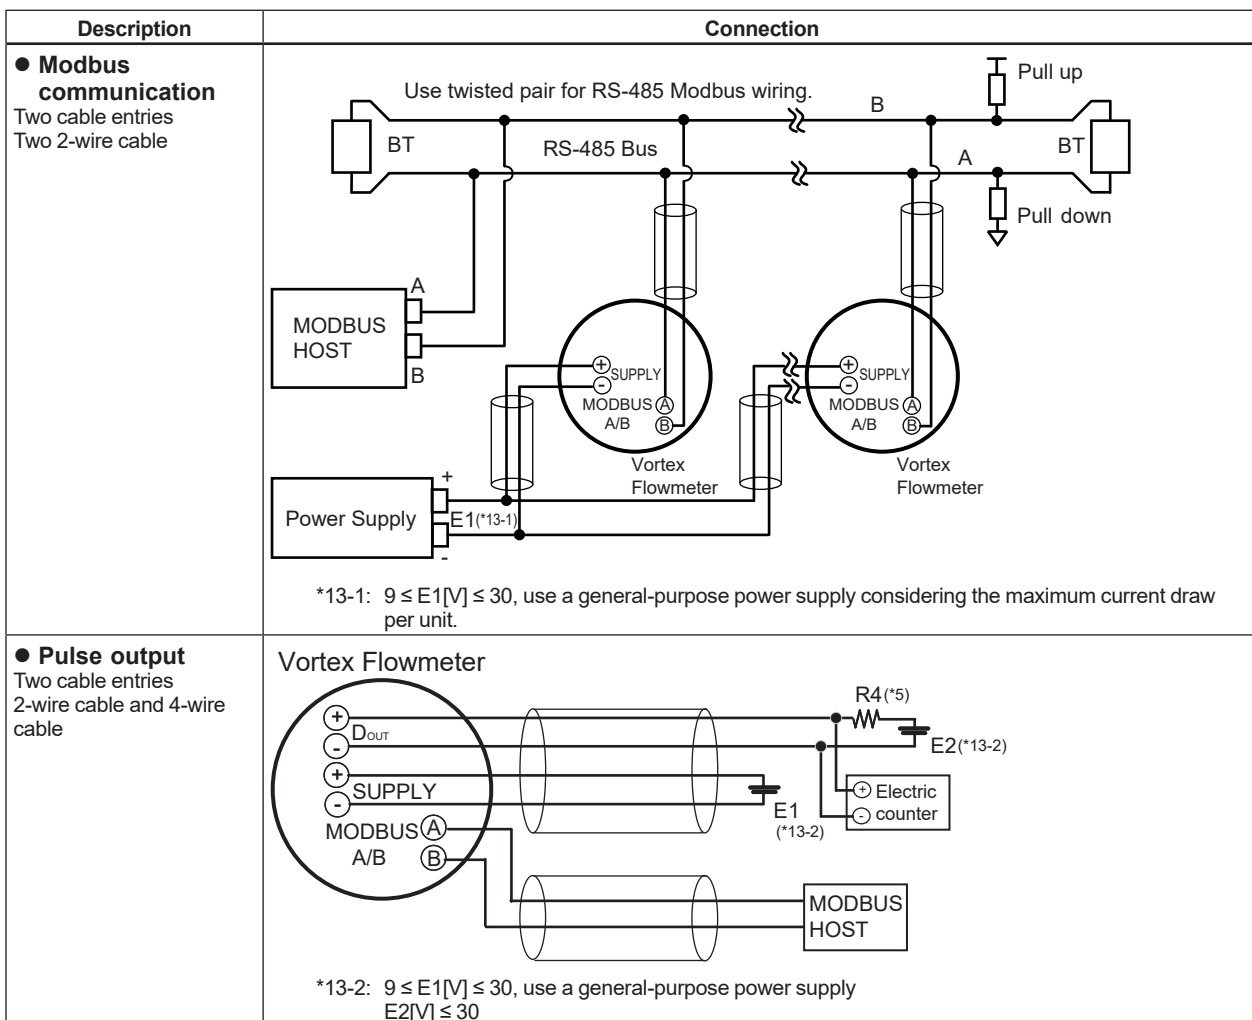 Description
Connection
● Modbus
communication
Two cable entries
Two 2-wire cable
Use twisted pair for RS-485 Modbus wiring.
Pull up
B
BT
RS-485 Bus
A
BT
Pull down
MODBUS
HOST
A
B
+
SUPPLY
-
MODBUS A
A/B B
Vortex
Flowmeter
+
SUPPLY
-
MODBUS A
A/B B
Vortex
Flowmeter
Power Supply
+
E1(*13-1)
-
*13-1: 9 ≤ E1[V] ≤ 30, use a general-purpose power supply considering the maximum current draw
per unit.
● Pulse output
Two cable entries
2-wire cable and 4-wire
cable
Vortex Flowmeter
+
DOUT
-
+
SUPPLY
-
MODBUS A
A/B B
R4(*5)
E2(*13-2)
E1
(*13-2)
+ Electric
- counter
MODBUS
HOST
*13-2: 9 ≤ E1[V] ≤ 30, use a general-purpose power supply
E2[V] ≤ 30